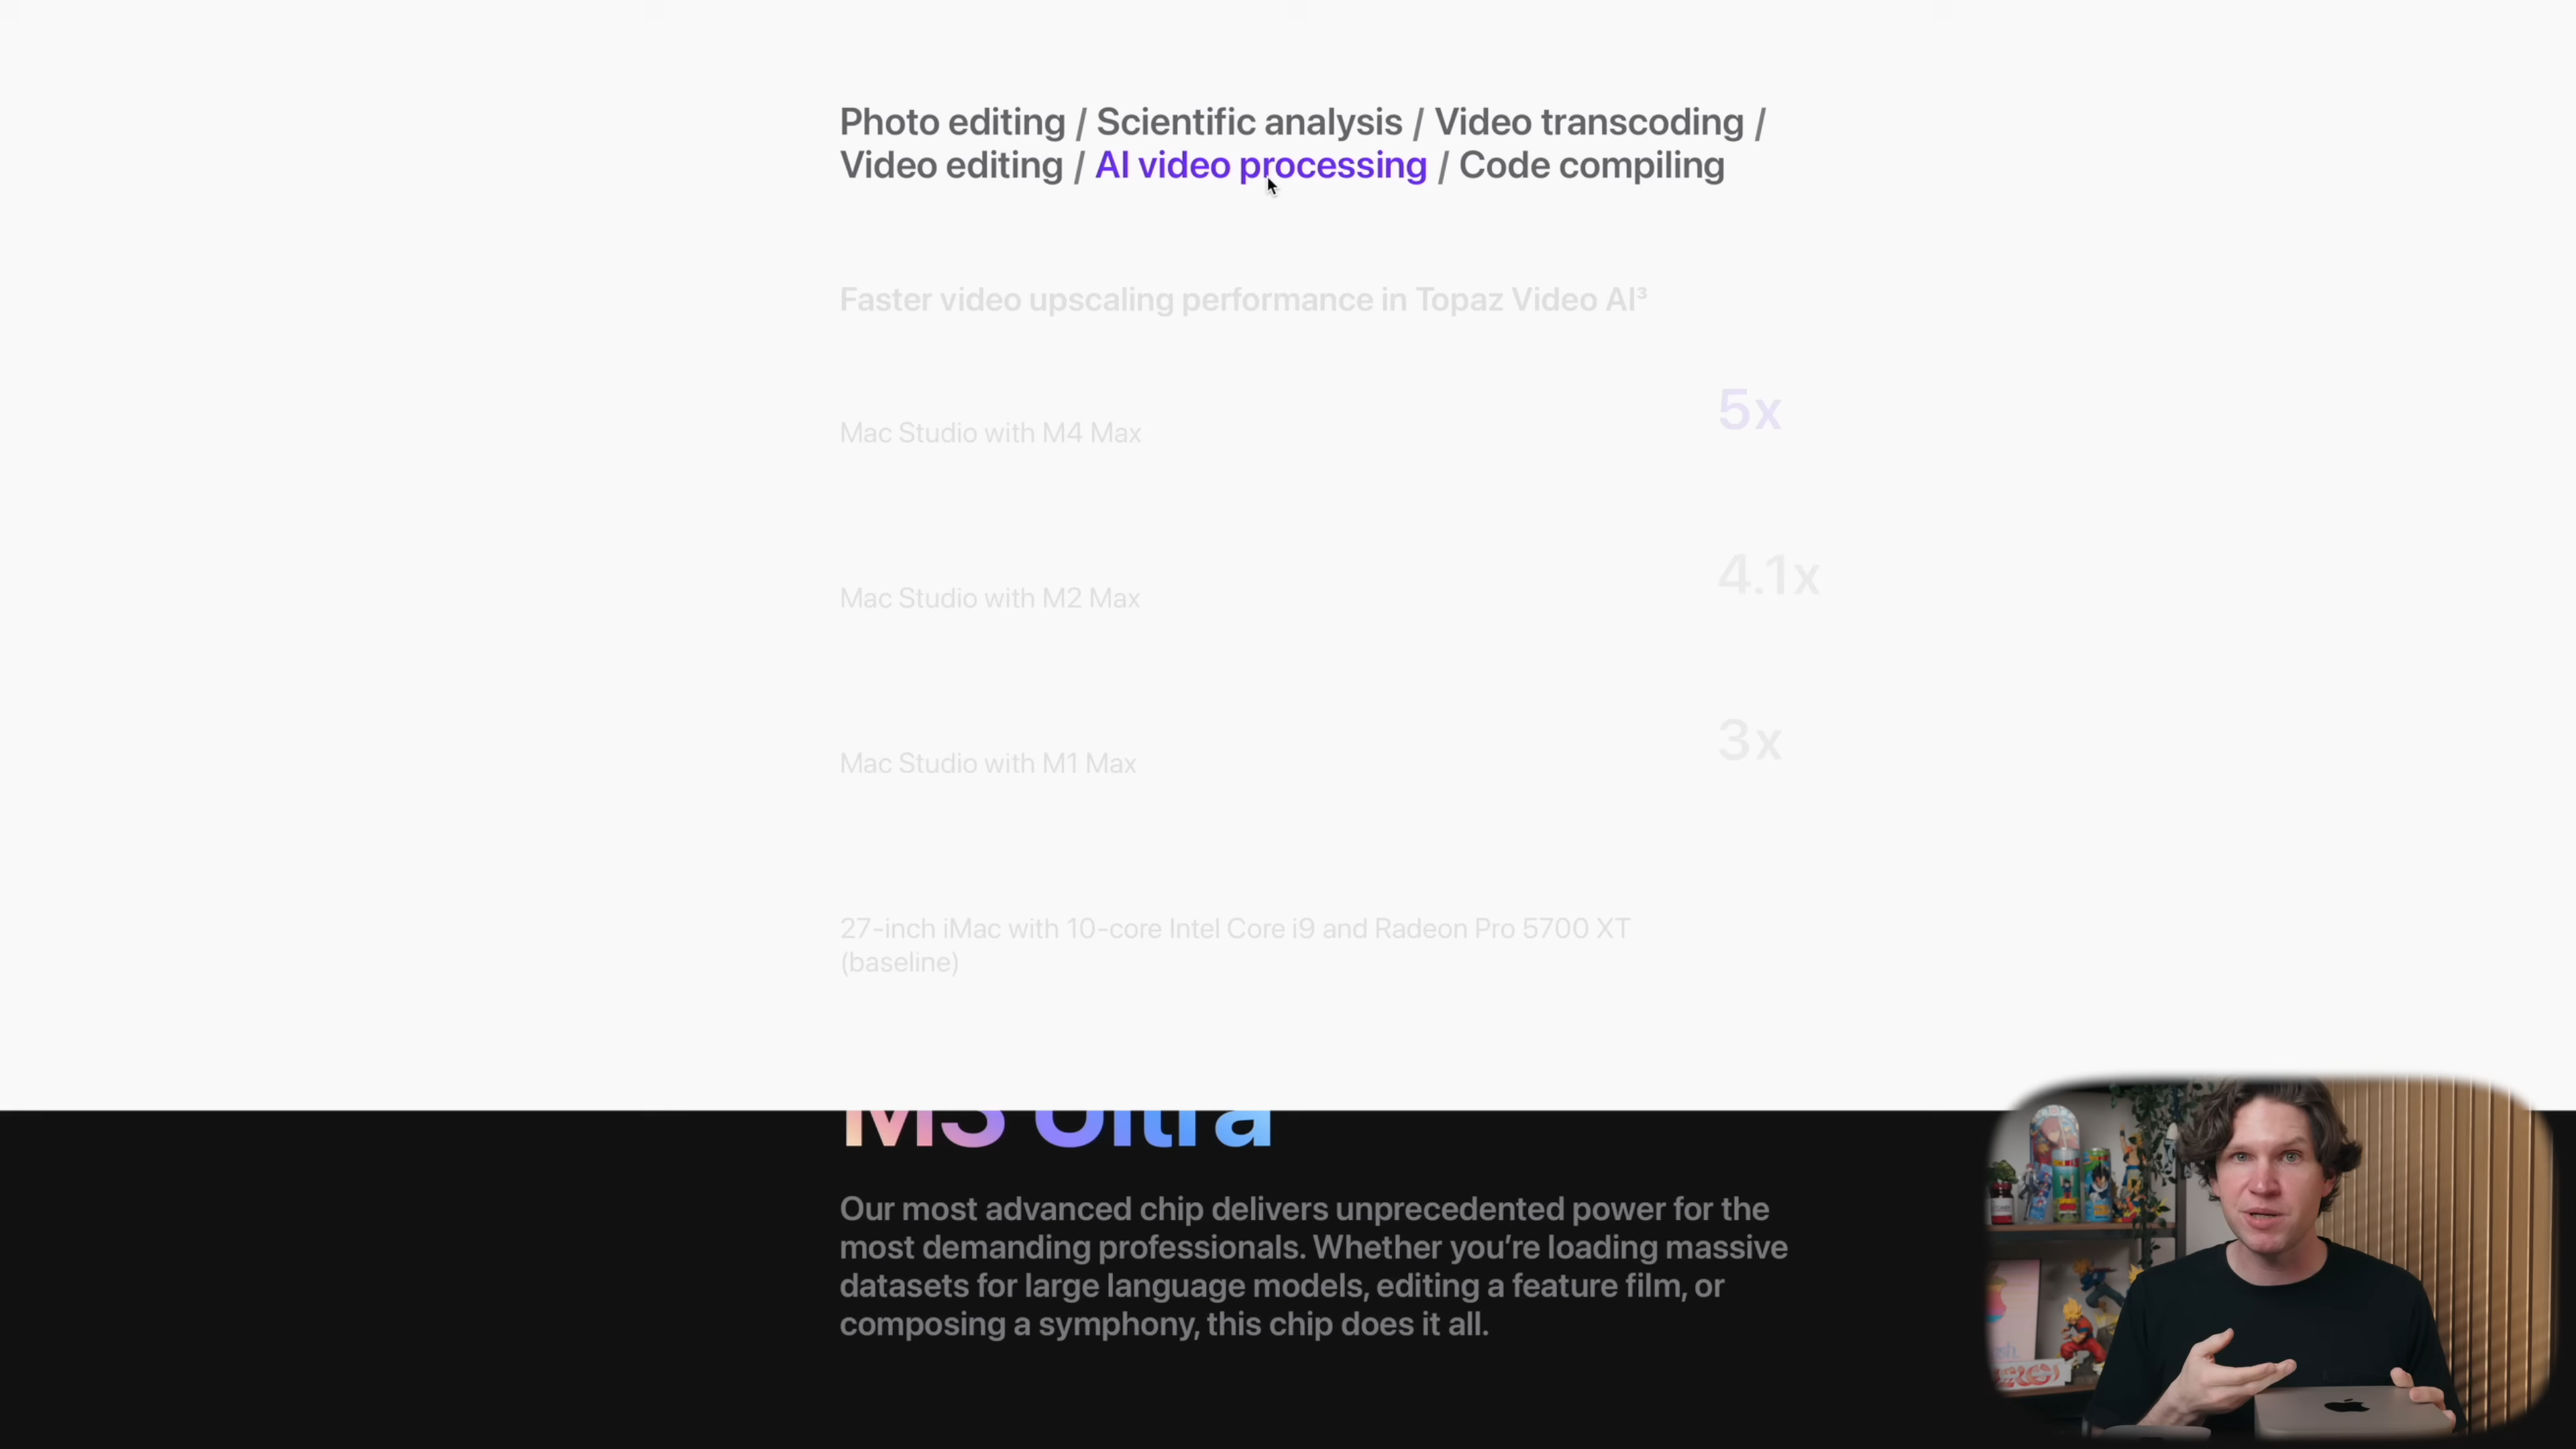 Photo editing / Scientific analysis / Video transcoding /
Video editing / AI video processing / Code compiling
Faster video upscaling performance in Topaz Video AI³
5x
Mac Studio with M4 Max
4.1x
Mac Studio with M2 Max
3x
Mac Studio with M1 Max
27-inch iMac with 10-core Intel Core i9 and Radeon Pro 5700 XT
(baseline)
M3 Ultra
Our most advanced chip delivers unprecedented power for the
most demanding professionals. Whether you’re loading massive
datasets for large language models, editing a feature film, or
composing a symphony, this chip does it all.